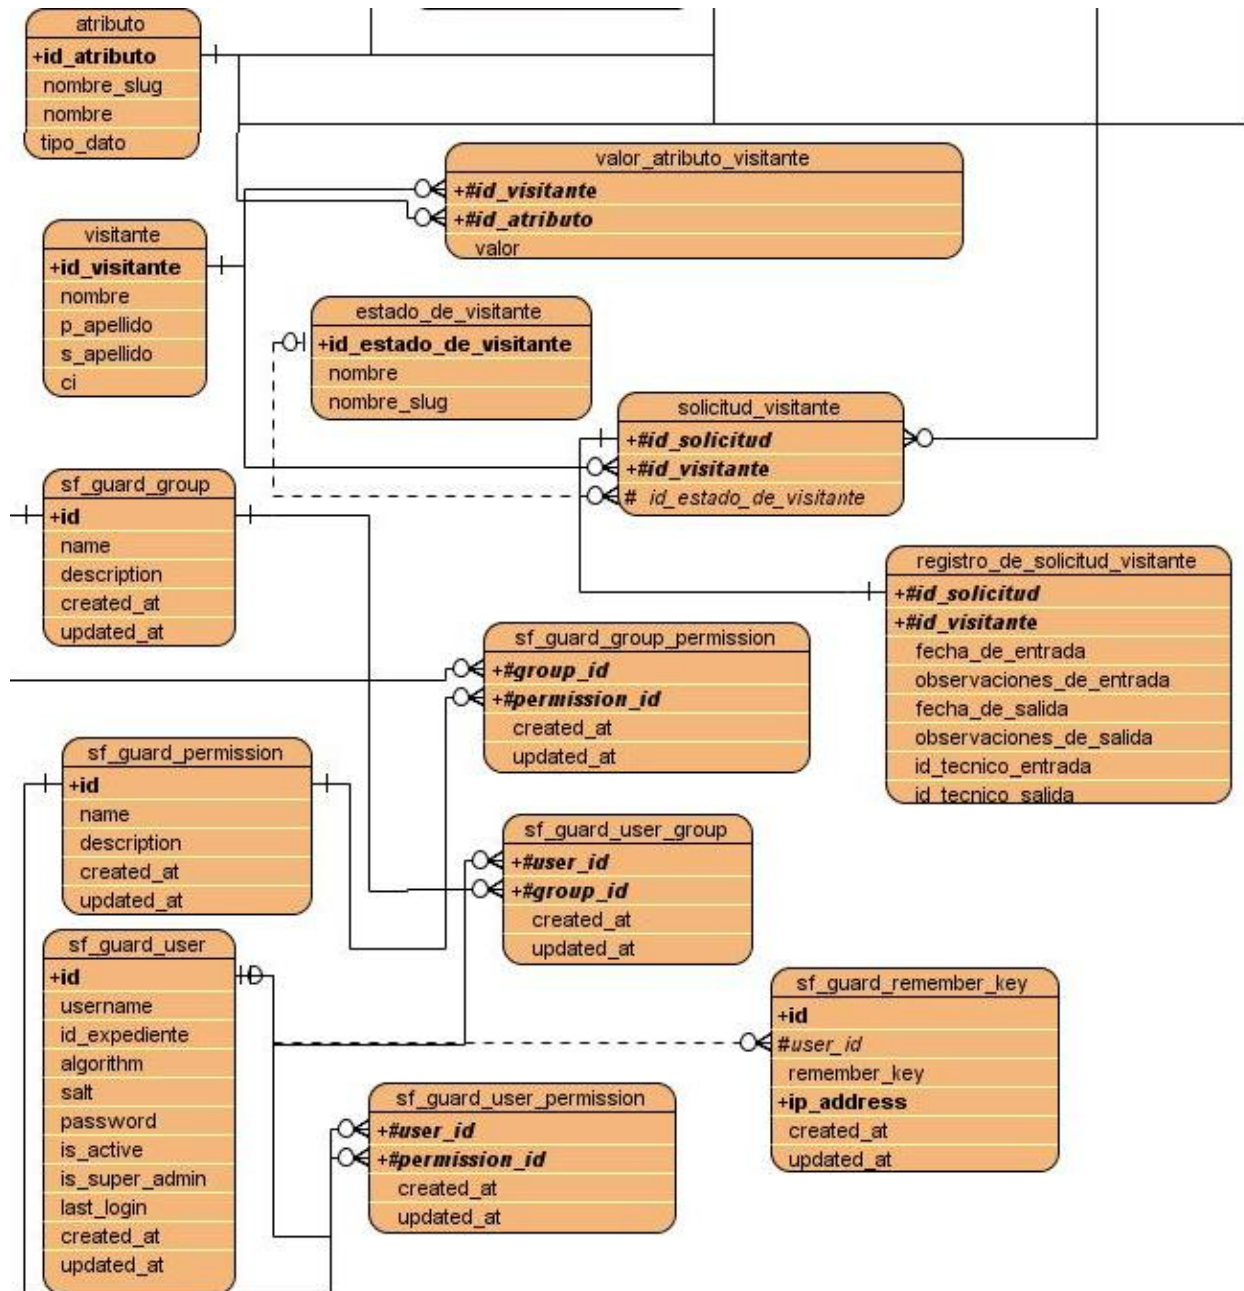 atributo
+id_atributo
nombre_slug
nombre
tipo_dato
valor_atributo_visitante
+#id_visitante
+#id_atributo
valor
visitante
+id_visitante
nombre
p_apellido
s_apellido
ci
estado_de_visitante
+id_estado_de_visitante
nombre
nombre_slug
solicitud_visitante
+#id_solicitud
+#id_visitante
# id_estado_de_visitante
sf_guard_group
+id
name
description
created_at
updated_at
registro_de_solicitud_visitante
+#id_solicitud
+#id_visitante
fecha_de_entrada
observaciones_de_entrada
fecha_de_salida
observaciones_de_salida
id_tecnico_entrada
id_tecnico_salida
sf_guard_group_permission
+#group_id
+#permission_id
created_at
updated_at
sf_guard_permission
+id
name
description
created_at
updated_at
sf_guard_user_group
+#user_id
+#group_id
created_at
updated_at
sf_guard_user
+id
username
id_expediente
algorithm
salt
password
is_active
is_super_admin
last_login
created_at
updated_at
sf_guard_remember_key
+id
#user_id
remember_key
+ip_address
created_at
updated_at
sf_guard_user_permission
+#user_id
+#permission_id
created_at
updated_at